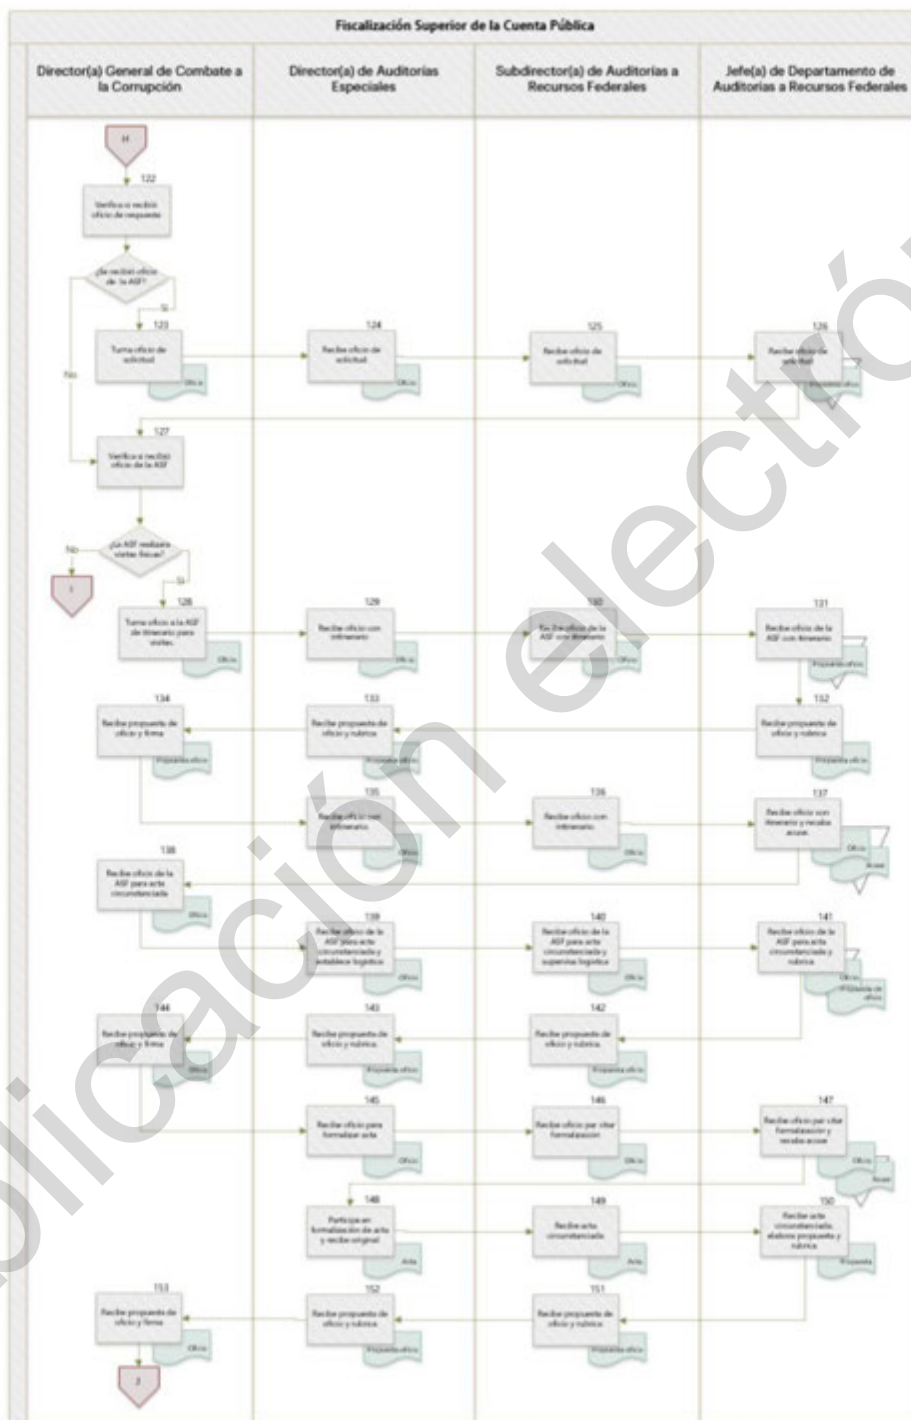 Fiscalización Superior de la Cuenta Pública
Director(a) General de Combate a
la Corrupción
Director(a) de Auditorías
Especiales
Subdirector(a) de Auditorías a
Recursos Federales
Jefe(a) de Departamento de
Auditorías a Recursos Federales
H
122
Verifica si recibió
oficio de respuesta
¿Se recibió oficio
de la ASF?
Si
No
123
Turna oficio de
solicitud
Oficio
124
Recibe oficio de
solicitud
Oficio
125
Recibe oficio de
solicitud
Oficio
126
Recibe oficio de
solicitud
Propuesta oficio
127
Verifica si recibió
oficio de la ASF
¿La ASF realizará
visitas físicas?
No
Si
I
128
Turna oficio a la ASF
de itinerario para
visitas.
Oficio
129
Recibe oficio con
intinerario
Oficio
130
Recibe oficio de la
ASF con itinerario
Oficio
131
Recibe oficio de la
ASF con itinerario
Propuesta oficio
134
Recibe propuesta de
oficio y firma
Propuesta oficio
133
Recibe propuesta de
oficio y rubrica
Propuesta oficio
132
Recibe propuesta de
oficio y rubrica
Propuesta oficio
135
Recibe oficio con
intinerario.
Oficio
136
Recibe oficio con
intinerario.
Oficio
137
Recibe oficio con
itinerario y recaba
acuse.
Oficio
Acuse
138
Recibe oficio de la
ASF para acta
circunstanciada
Oficio
139
Recibe oficio de la
ASF para acta
circunstanciada y
establece logística
Oficio
140
Recibe oficio de la
ASF para acta
circunstanciada y
supervisa logística
Oficio
141
Recibe oficio de la
ASF para acta
circunstanciada y
rubrica.
Oficio
Propuesta de
oficio
144
Recibe propuesta de
oficio y firma
Oficio
143
Recibe propuesta de
oficio y rubrica.
Propuesta oficio
142
Recibe propuesta de
oficio y rubrica.
Propuesta oficio
145
Recibe oficio para
formalizar acta
Oficio
146
Recibe oficio par citar
formalización
Oficio
147
Recibe oficio par citar
formalización y
recaba acuse
Oficio
Acuse
148
Participa en
formalización de acta
y recibe original
Acta
149
Recibe acta
circunstanciada
Acta
150
Recibe acta
circunstanciada,
elabora propuesta y
rubrica
Propuesta
153
Recibe propuesta de
oficio y firma
Oficio
152
Recibe propuesta de
oficio y rubrica
Propuesta oficio
151
Recibe propuesta de
oficio y rubrica
Propuesta oficio
J
plicación electró